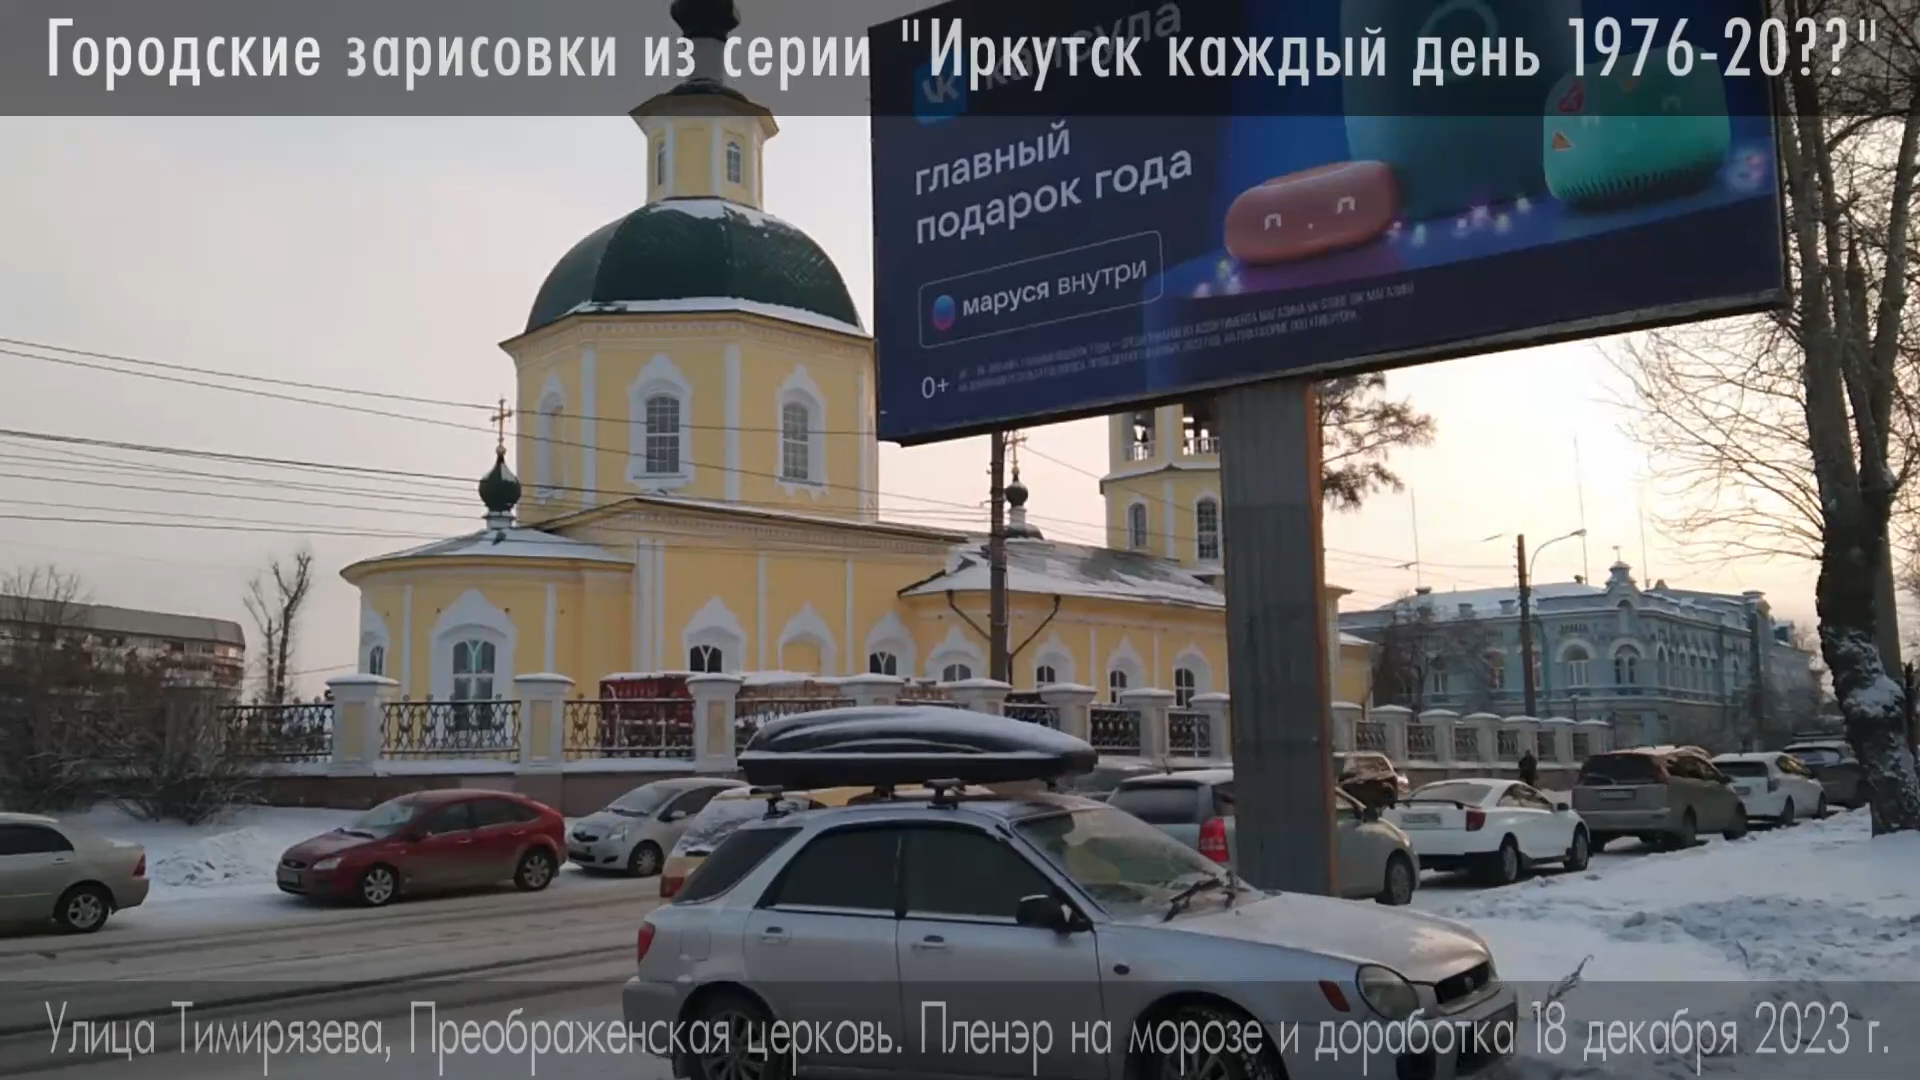 Городские зарисовки из серии "Иркутск каждый день 1976-20??"
капсула
главный
подарок года
маруся внутри
0+
Улица Тимирязева, Преображенская церковь. Пленэр на морозе и доработка 18 декабря 2023 г.